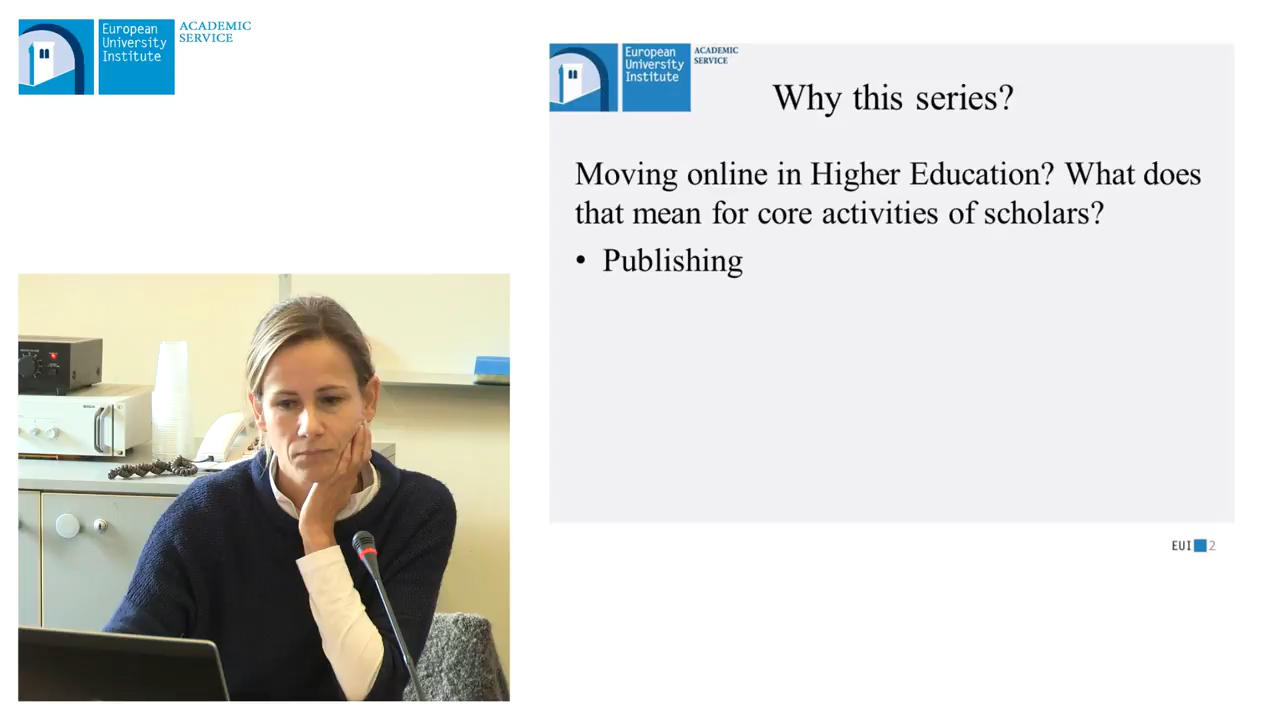 European
University
Institute
ACADEMIC
SERVICE
European
University
Institute
ACADEMIC
SERVICE
Why this series?
Moving online in Higher Education? What does
that mean for core activities of scholars?
• Publishing
EUI 2